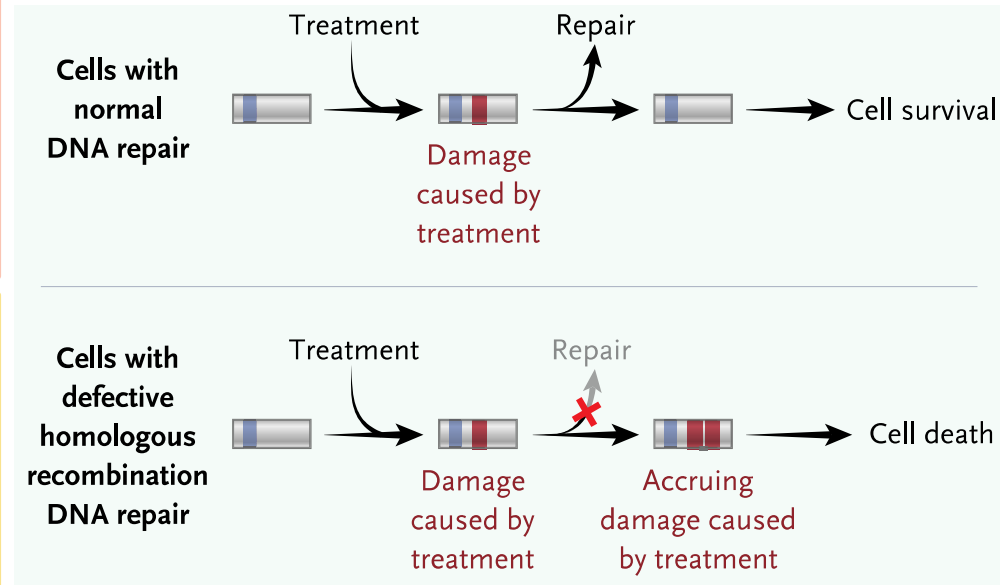 Treatment
Repair
Cells with
normal
DNA repair
Cell survival
Damage
caused by
treatment
Treatment
Repair
Cells with
defective
homologous
recombination
DNA repair
Cell death
Damage
caused by
treatment
Accruing
damage caused
by treatment